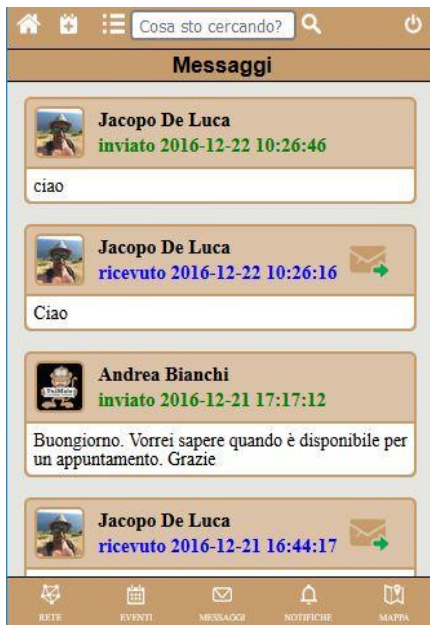 Cosa sto cercando?
Messaggi
Jacopo De Luca
inviato 2016-12-22 10:26:46
ciao
Jacopo De Luca
ricevuto 2016-12-22 10:26:16
Ciao
Andrea Bianchi
inviato 2016-12-21 17:17:12
Buongiorno. Vorrei sapere quando è disponibile per
un appuntamento. Grazie
Jacopo De Luca
ricevuto 2016-12-21 16:44:17
RETE EVENTI MESSAGGI NOTIFICHE MAPPA